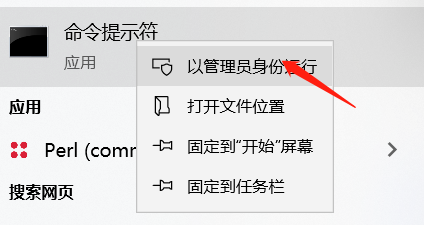 命令提示符
应用
以管理员身份运行
打开文件位置
应用
Perl (comm
固定到“开始”屏幕
固定到任务栏
搜索网页